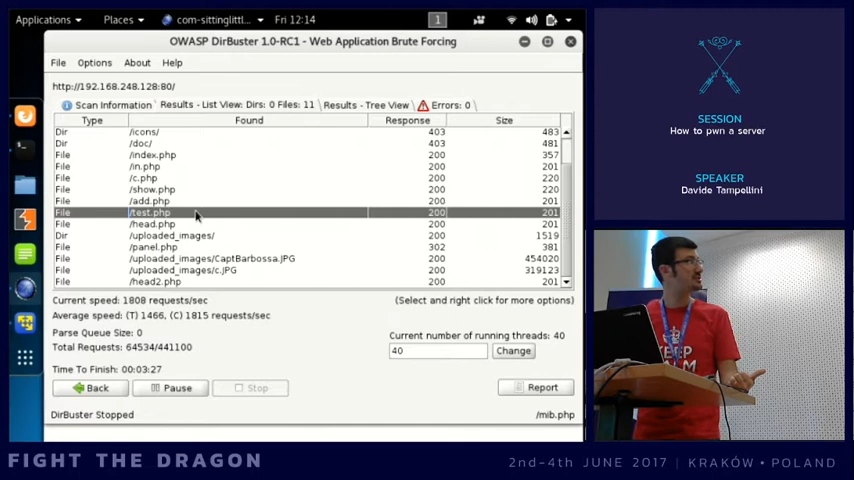 Applications Places com-sittinglittl... Fri 12:14 1
OWASP DirBuster 1.0-RC1 - Web Application Brute Forcing
File Options About Help
http://192.168.248.128:80/
Scan Information Results - List View: Dirs: 0 Files: 11 Results - Tree View Errors: 0
Type Found Response Size
Dir /icons/ 403 483
Dir /doc/ 403 481
File /index.php 200 357
File /in.php 200 201
File /c.php 200 220
File /show.php 200 220
File /add.php 200 201
File /test.php 200 201
File /head.php 200 201
Dir /uploaded_images/ 200 1519
File /panel.php 302 381
File /uploaded_images/CaptBarbossa.JPG 200 454020
File /uploaded_images/c.JPG 200 319123
File /head2.php 200 201
Current speed: 1808 requests/sec (Select and right click for more options)
Average speed: (T) 1466, (C) 1815 requests/sec
Parse Queue Size: 0
Total Requests: 64534/441100
Current number of running threads: 40
40 Change
Time To Finish: 00:03:27
Back Pause Stop Report
DirBuster Stopped /mib.php
SESSION
How to pwn a server
SPEAKER
Davide Tampellini
KEEP
CALM
FIGHT THE DRAGON 2nd-4th JUNE 2017 | KRAKÓW • POLAND